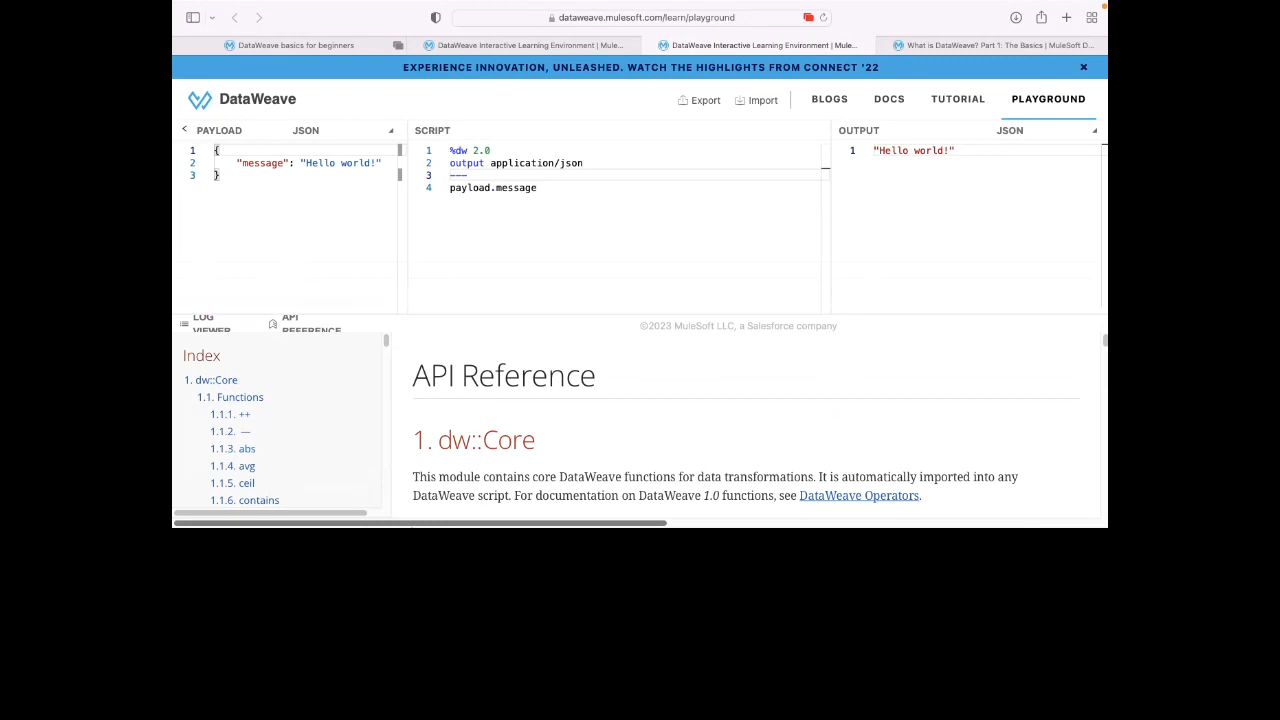 dataweave.mulesoft.com/learn/playground
DataWeave basics for beginners
DataWeave Interactive Learning Environment | Mule...
DataWeave Interactive Learning Environment | Mule...
What is DataWeave? Part 1: The Basics | MuleSoft D...
EXPERIENCE INNOVATION, UNLEASHED. WATCH THE HIGHLIGHTS FROM CONNECT '22
DataWeave
Export
Import
BLOGS
DOCS
TUTORIAL
PLAYGROUND
PAYLOAD
JSON
1 {
2 "message": "Hello world!"
3 }
SCRIPT
1 %dw 2.0
2 output application/json
3 ---
4 payload.message
OUTPUT
JSON
1 "Hello world!"
LOG
VIEWER
API
REFERENCE
©2023 MuleSoft LLC, a Salesforce company
Index
1. dw::Core
1.1. Functions
1.1.1. ++
1.1.2. —
1.1.3. abs
1.1.4. avg
1.1.5. ceil
1.1.6. contains
API Reference
1. dw::Core
This module contains core DataWeave functions for data transformations. It is automatically imported into any
DataWeave script. For documentation on DataWeave 1.0 functions, see DataWeave Operators.